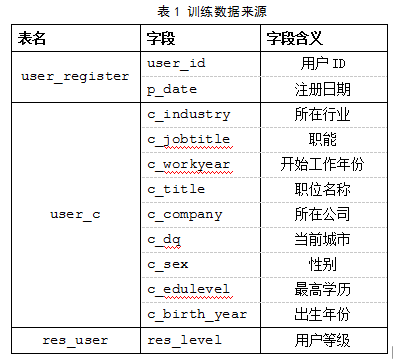 表 1 训练数据来源
表名 字段 字段含义
user_register user_id 用户 ID
p_date 注册日期
user_c c_industry 所在行业
c_jobtitle 职能
c_workyear 开始工作年份
c_title 职位名称
c_company 所在公司
c_dq 当前城市
c_sex 性别
c_edulevel 最高学历
c_birth_year 出生年份
res_user res_level 用户等级